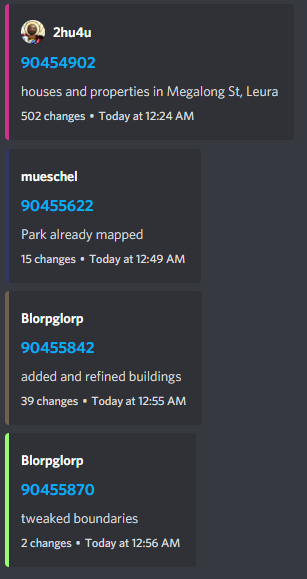 2hu4u
90454902
houses and properties in Megalong St, Leura
502 changes • Today at 12:24 AM
mueschel
90455622
Park already mapped
15 changes • Today at 12:49 AM
Blorpglorp
90455842
added and refined buildings
39 changes • Today at 12:55 AM
Blorpglorp
90455870
tweaked boundaries
2 changes • Today at 12:56 AM